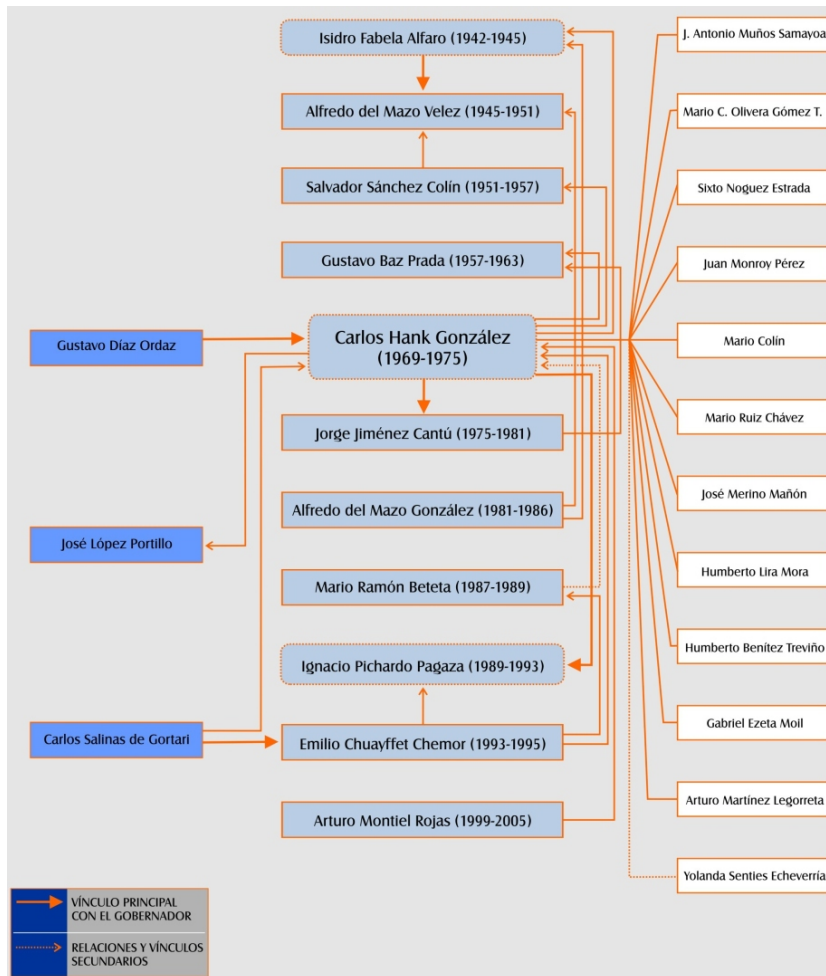 Isidro Fabela Alfaro (1942-1945)
Alfredo del Mazo Velez (1945-1951)
Salvador Sánchez Colín (1951-1957)
Gustavo Baz Prada (1957-1963)
Carlos Hank González
(1969-1975)
Jorge Jiménez Cantú (1975-1981)
Alfredo del Mazo González (1981-1986)
Mario Ramón Beteta (1987-1989)
Ignacio Pichardo Pagaza (1989-1993)
Emilio Chuayffet Chemor (1993-1995)
Arturo Montiel Rojas (1999-2005)
Gustavo Díaz Ordaz
José López Portillo
Carlos Salinas de Gortari
J. Antonio Muños Samayoa
Mario C. Olivera Gómez T.
Sixto Noguez Estrada
Juan Monroy Pérez
Mario Colín
Mario Ruiz Chávez
José Merino Mañón
Humberto Lira Mora
Humberto Benítez Treviño
Gabriel Ezeta Moil
Arturo Martínez Legorreta
Yolanda Senties Echeverría
VÍNCULO PRINCIPAL
CON EL GOBERNADOR
RELACIONES Y VÍNCULOS
SECUNDARIOS